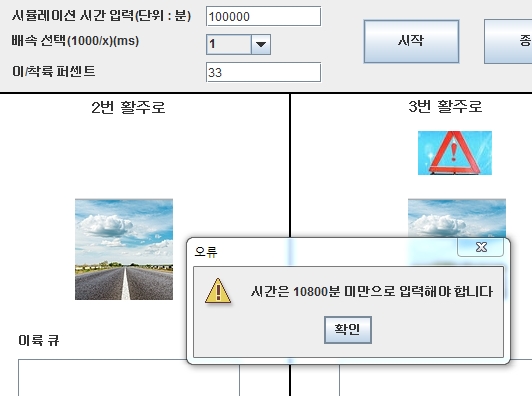 시뮬레이션 시간 입력(단위 : 분)
100000
배속 선택(1000/x)(ms)
1
시작
종
이/착륙 퍼센트
33
2번 활주로
3번 활주로
오류
시간은 10800분 미만으로 입력해야 합니다
확인
이륙 큐